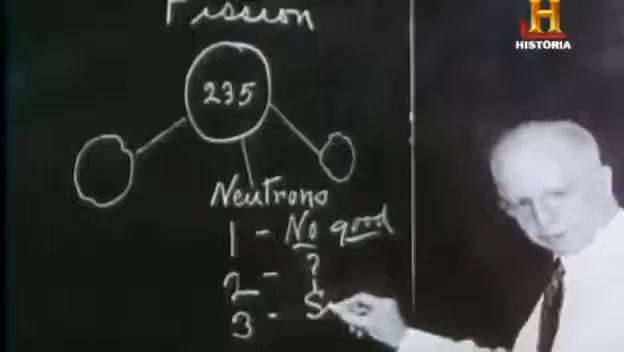 Fission
H
HISTORIA
235
Neutrons
1 - No good
2 - ?
3 - S